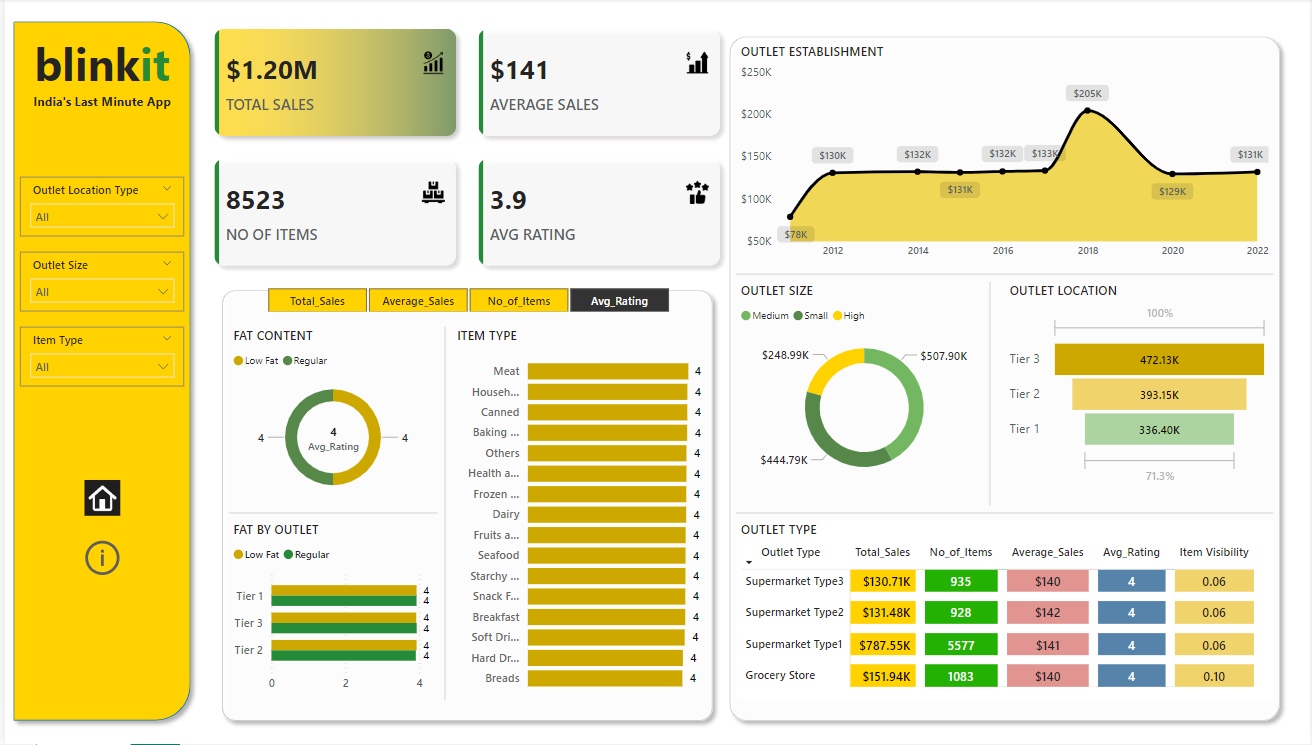 blinkit
India's Last Minute App
Outlet Location Type
All
Outlet Size
All
Item Type
All
$1.20M
TOTAL SALES
$141
AVERAGE SALES
8523
NO OF ITEMS
3.9
AVG RATING
Total_Sales
Average_Sales
No_of_Items
Avg_Rating
FAT CONTENT
Low Fat Regular
4
4
Avg_Rating
4
FAT BY OUTLET
Low Fat Regular
Tier 1 4
4
Tier 3 4
4
Tier 2 4
4
0 2 4
ITEM TYPE
Meat 4
Househ... 4
Canned 4
Baking ... 4
Others 4
Health a... 4
Frozen ... 4
Dairy 4
Fruits a... 4
Seafood 4
Starchy ... 4
Snack F... 4
Breakfast 4
Soft Dri... 4
Hard Dr... 4
Breads 4
OUTLET ESTABLISHMENT
$250K
$200K
$150K
$100K
$50K
$78K
$130K
$132K
$131K
$132K
$133K
$205K
$129K
$131K
2012 2014 2016 2018 2020 2022
OUTLET SIZE
Medium Small High
$248.99K
$507.90K
$444.79K
OUTLET LOCATION
100%
Tier 3 472.13K
Tier 2 393.15K
Tier 1 336.40K
71.3%
OUTLET TYPE
Outlet Type Total_Sales No_of_Items Average_Sales Avg_Rating Item Visibility
Supermarket Type3 $130.71K 935 $140 4 0.06
Supermarket Type2 $131.48K 928 $142 4 0.06
Supermarket Type1 $787.55K 5577 $141 4 0.06
Grocery Store $151.94K 1083 $140 4 0.10